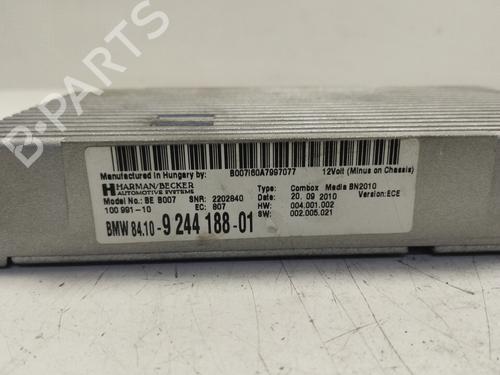 B-PARTS
Manufactured in Hungary by: B007I60A7997077 12Volt (Minus on Chassis)
HARMAN/BECKER AUTOMOTIVE SYSTEMS Type: Combox Media BN2010
Model No.: BE B007 SNR: 2202840 Date: 20. 09 2010 Version: ECE
100 991-10 EC: 807 HW: 004.001.002
SW: 002.005.021
BMW 84.10- 9 244 188 -01